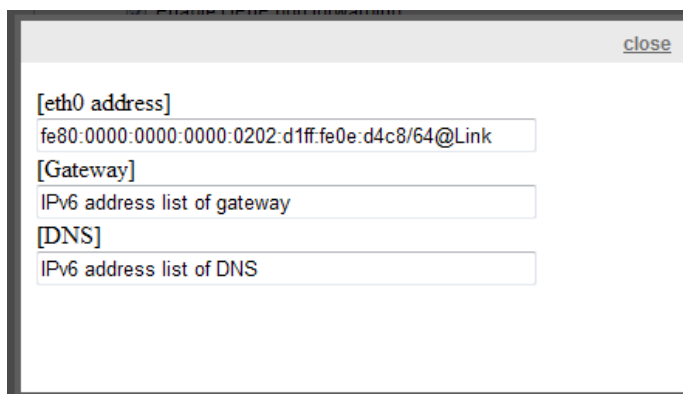 close
[eth0 address]
fe80:0000:0000:0000:0202:d1ff:fe0e:d4c8/64@Link
[Gateway]
IPv6 address list of gateway
[DNS]
IPv6 address list of DNS